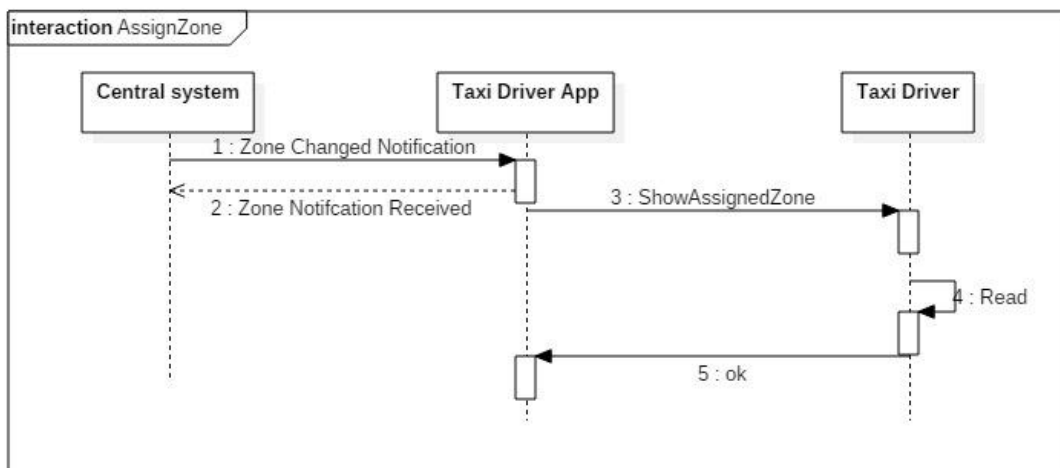 interaction AssignZone
Central system
Taxi Driver App
Taxi Driver
1 : Zone Changed Notification
2 : Zone Notifcation Received
3 : ShowAssignedZone
4 : Read
5 : ok